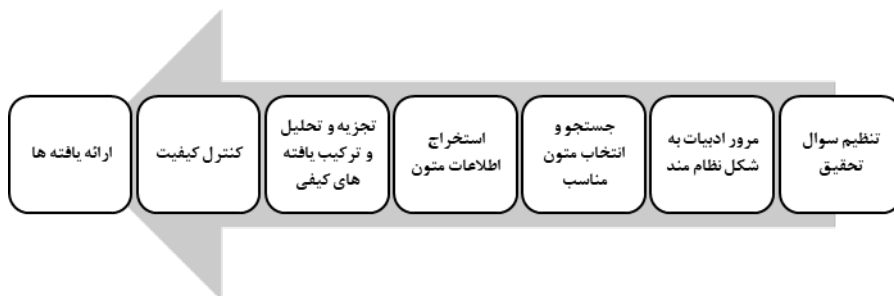 تنظیم سوال
تحقیق
مرور ادبیات به
شکل نظام مند
جستجو و
انتخاب متون
مناسب
استخراج
اطلاعات متون
تجزیه و تحلیل
و ترکیب یافته
های کیفی
کنترل کیفیت
ارائه یافته ها